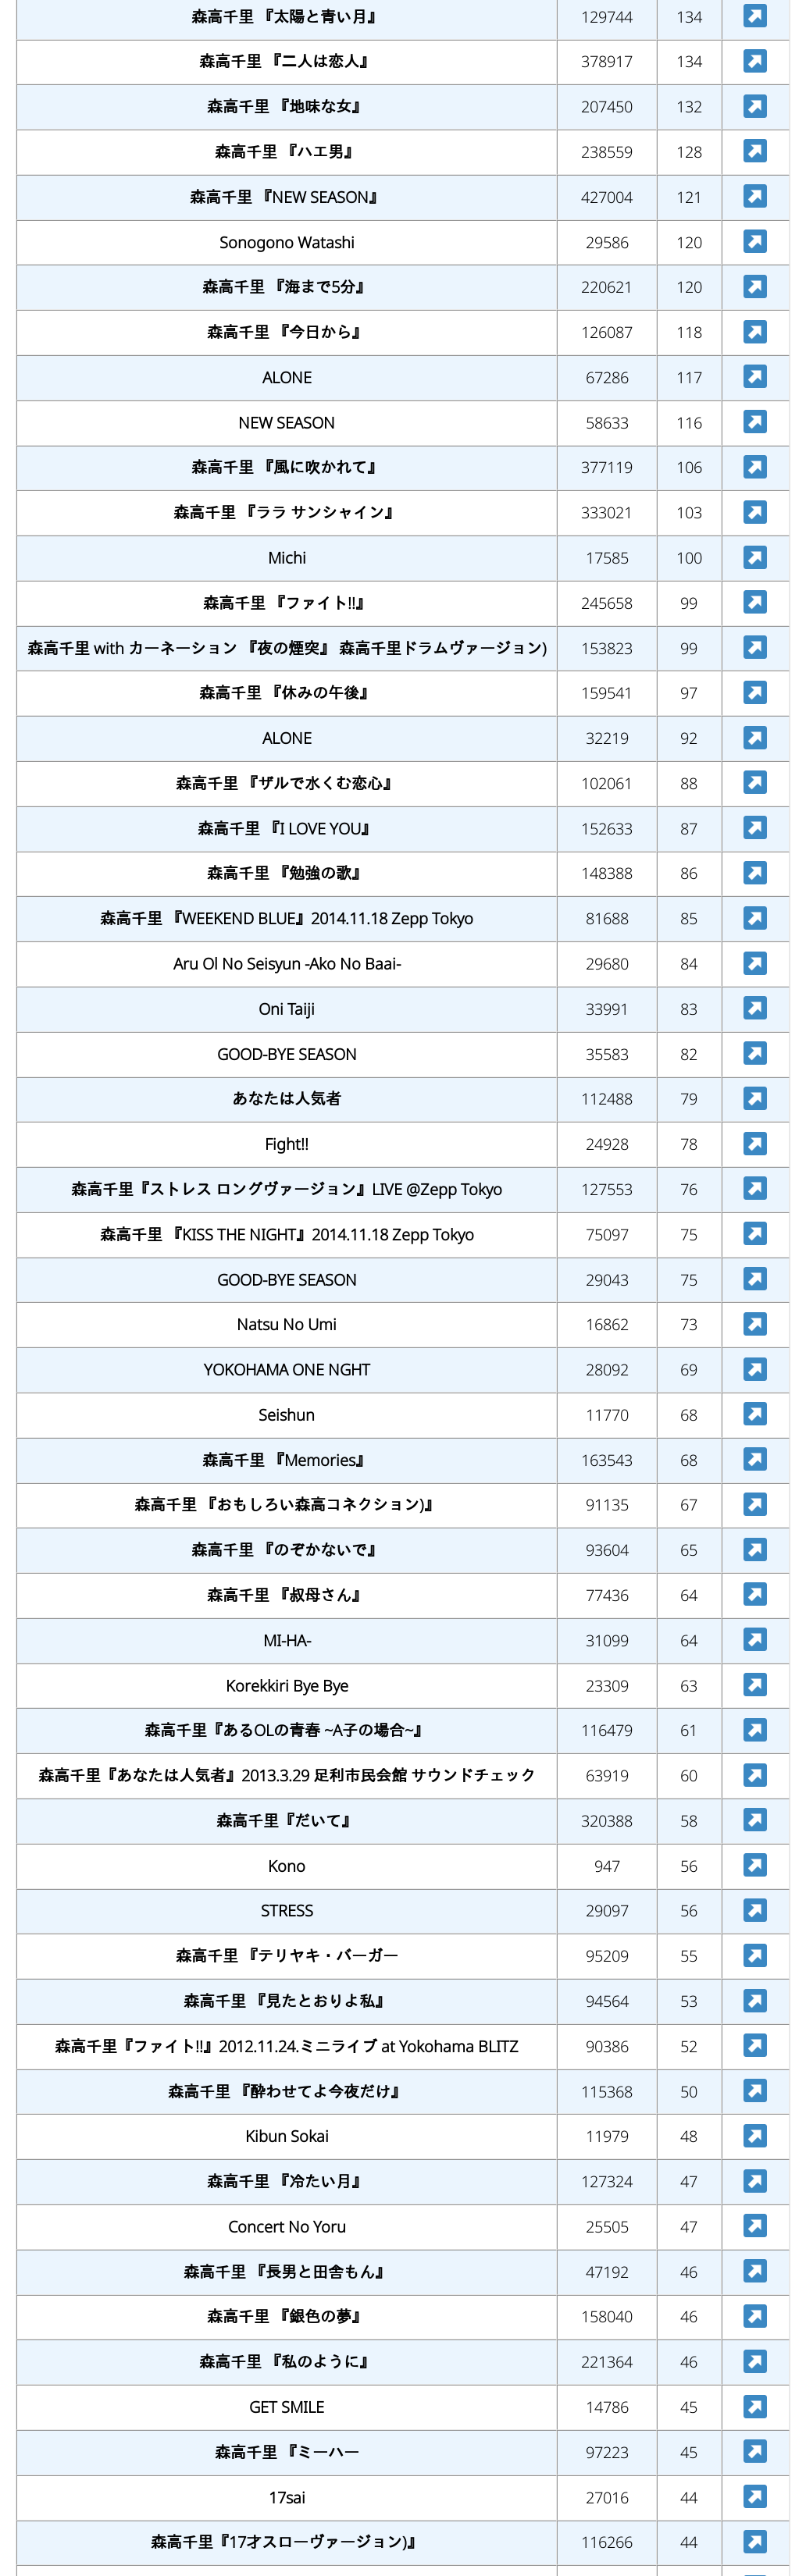 森高千里 『太陽と青い月』 129744 134
森高千里 『二人は恋人』 378917 134
森高千里 『地味な女』 207450 132
森高千里 『ハエ男』 238559 128
森高千里 『NEW SEASON』 427004 121
Sonogono Watashi 29586 120
森高千里 『海まで5分』 220621 120
森高千里 『今日から』 126087 118
ALONE 67286 117
NEW SEASON 58633 116
森高千里 『風に吹かれて』 377119 106
森高千里 『ララ サンシャイン』 333021 103
Michi 17585 100
森高千里 『ファイト!!』 245658 99
森高千里 with カーネーション 『夜の煙突』 森高千里ドラムヴァージョン) 153823 99
森高千里 『休みの午後』 159541 97
ALONE 32219 92
森高千里 『ザルで水くむ恋心』 102061 88
森高千里 『I LOVE YOU』 152633 87
森高千里 『勉強の歌』 148388 86
森高千里 『WEEKEND BLUE』2014.11.18 Zepp Tokyo 81688 85
Aru Ol No Seisyun -Ako No Baai- 29680 84
Oni Taiji 33991 83
GOOD-BYE SEASON 35583 82
あなたは人気者 112488 79
Fight!! 24928 78
森高千里『ストレス ロングヴァージョン』LIVE @Zepp Tokyo 127553 76
森高千里 『KISS THE NIGHT』2014.11.18 Zepp Tokyo 75097 75
GOOD-BYE SEASON 29043 75
Natsu No Umi 16862 73
YOKOHAMA ONE NGHT 28092 69
Seishun 11770 68
森高千里 『Memories』 163543 68
森高千里 『おもしろい森高コネクション)』 91135 67
森高千里 『のぞかないで』 93604 65
森高千里 『叔母さん』 77436 64
MI-HA- 31099 64
Korekkiri Bye Bye 23309 63
森高千里『あるOLの青春 ~A子の場合~』 116479 61
森高千里『あなたは人気者』2013.3.29 足利市民会館 サウンドチェック 63919 60
森高千里『だいて』 320388 58
Kono 947 56
STRESS 29097 56
森高千里 『テリヤキ・バーガー 95209 55
森高千里 『見たとおりよ私』 94564 53
森高千里『ファイト!!』2012.11.24.ミニライブ at Yokohama BLITZ 90386 52
森高千里 『酔わせてよ今夜だけ』 115368 50
Kibun Sokai 11979 48
森高千里 『冷たい月』 127324 47
Concert No Yoru 25505 47
森高千里 『長男と田舎もん』 47192 46
森高千里 『銀色の夢』 158040 46
森高千里 『私のように』 221364 46
GET SMILE 14786 45
森高千里 『ミーハー 97223 45
17sai 27016 44
森高千里『17才スローヴァージョン)』 116266 44